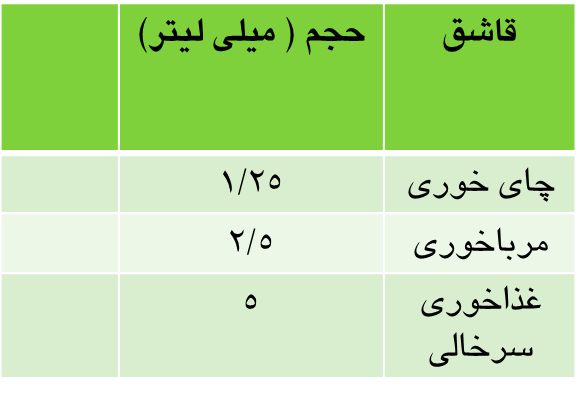 قاشق حجم ( میلی لیتر)
چای خوری ۱/۲۵
مرباخوری ۲/۵
غذاخوری ۵
سرخالی